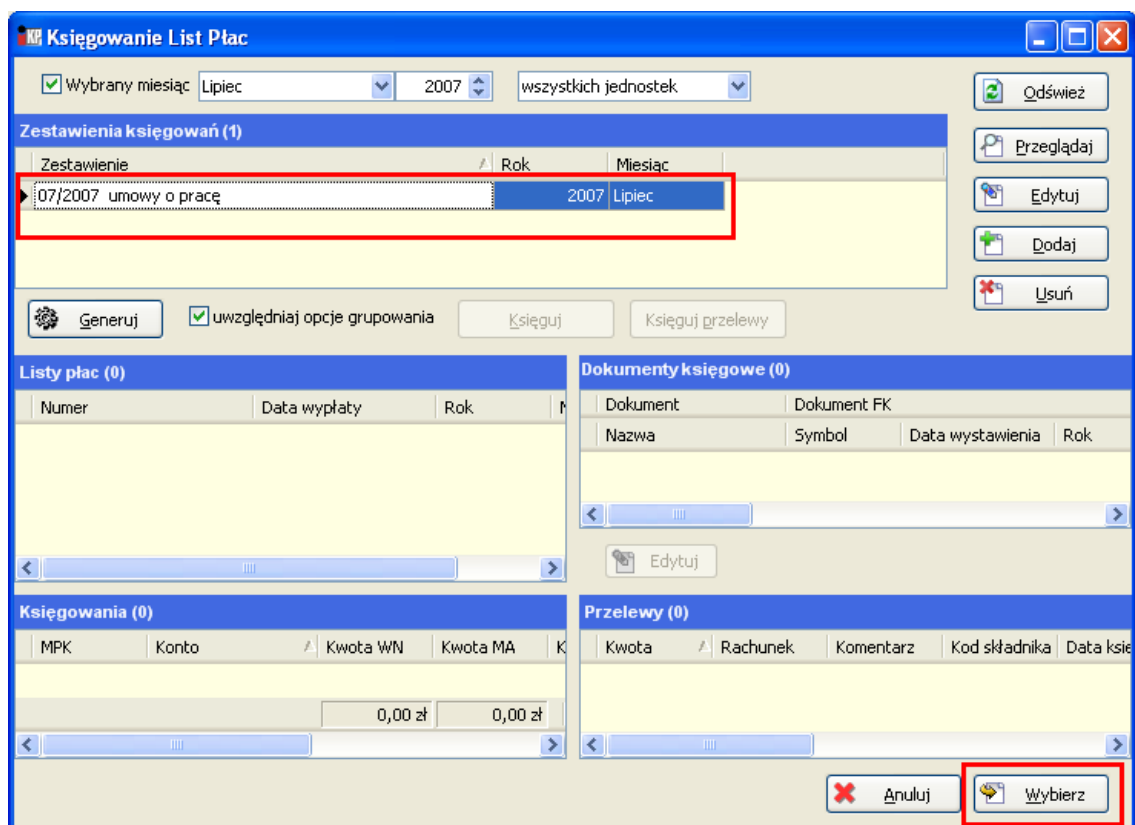 Księgowanie List Płac
Wybrany miesiąc Lipiec 2007 wszystkich jednostek
Odśwież
Zestawienia księgowań (1)
Przeglądaj
Zestawienie Rok Miesiąc
07/2007 umowy o pracę 2007 Lipiec
Edytuj
Dodaj
Usuń
Generuj uwzględniaj opcje grupowania Księguj Księguj przelewy
Listy płac (0) Dokumenty księgowe (0)
Numer Data wypłaty Rok Dokument Dokument FK
Nazwa Symbol Data wystawienia Rok
Edytuj
Księgowania (0) Przelewy (0)
MPK Konto Kwota WN Kwota MA K Kwota Rachunek Komentarz Kod składnika Data księ
0,00 zł 0,00 zł
Anuluj Wybierz